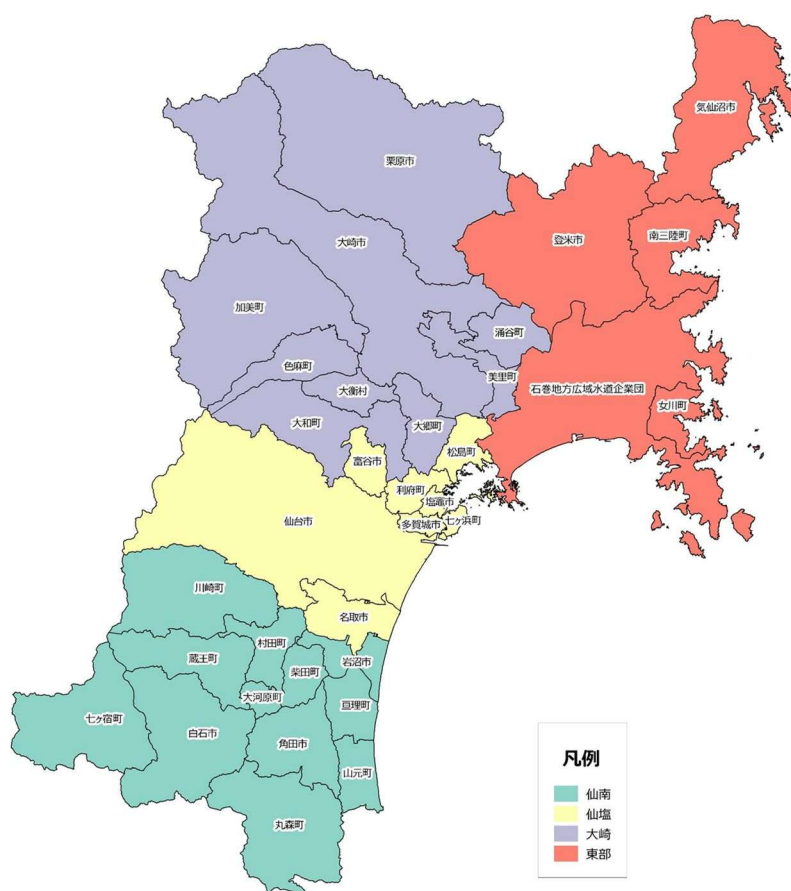 気仙沼市
栗原市
登米市
南三陸町
大崎市
加美町
涌谷町
色麻町
美里町
大衡村
石巻地方広域水道企業団
女川町
大和町
大郷町
松島町
富谷市
利府町
塩竈市
仙台市
多賀城市
七ヶ浜町
川崎町
名取市
村田町
蔵王町
岩沼市
柴田町
大河原町
亘理町
七ヶ宿町
白石市
角田市
山元町
丸森町
凡例
仙南
仙塩
大崎
東部